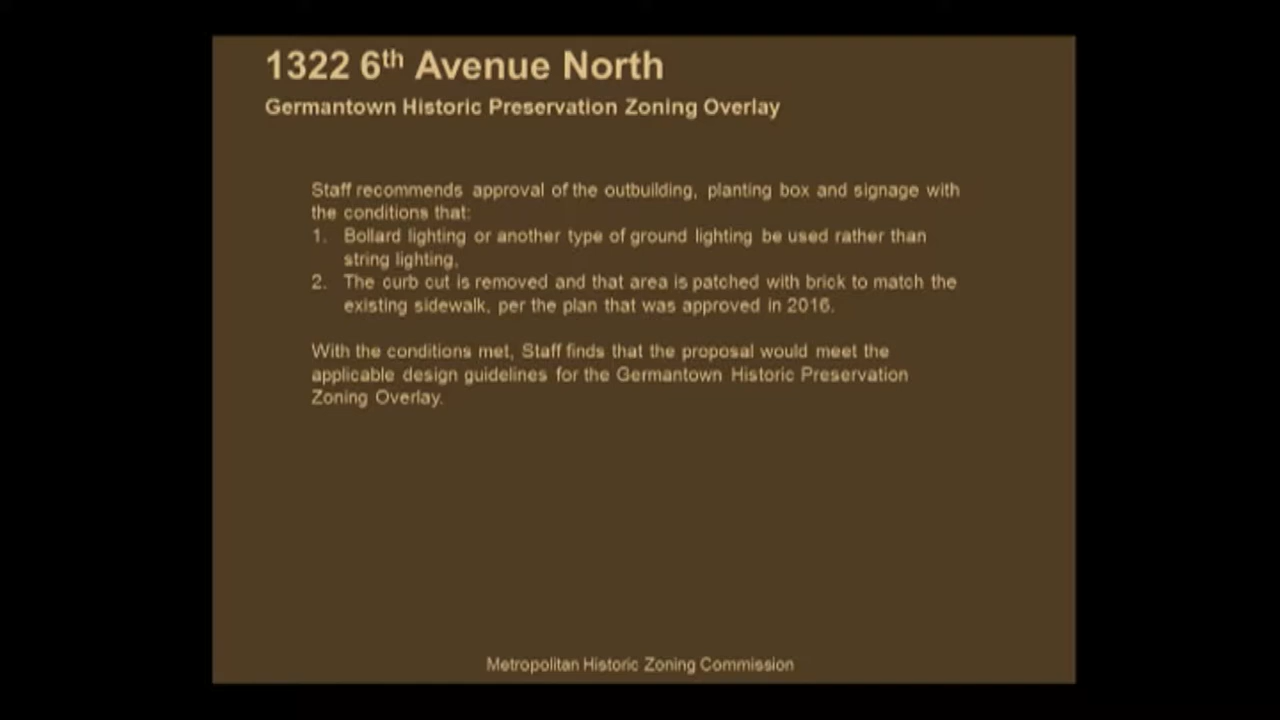 1322 6th Avenue North
Germantown Historic Preservation Zoning Overlay
Staff recommends approval of the outbuilding, planting box and signage with
the conditions that:
1. Bollard lighting or another type of ground lighting be used rather than
string lighting,
2. The curb cut is removed and that area is patched with brick to match the
existing sidewalk, per the plan that was approved in 2016.
With the conditions met, Staff finds that the proposal would meet the
applicable design guidelines for the Germantown Historic Preservation
Zoning Overlay.
Metropolitan Historic Zoning Commission